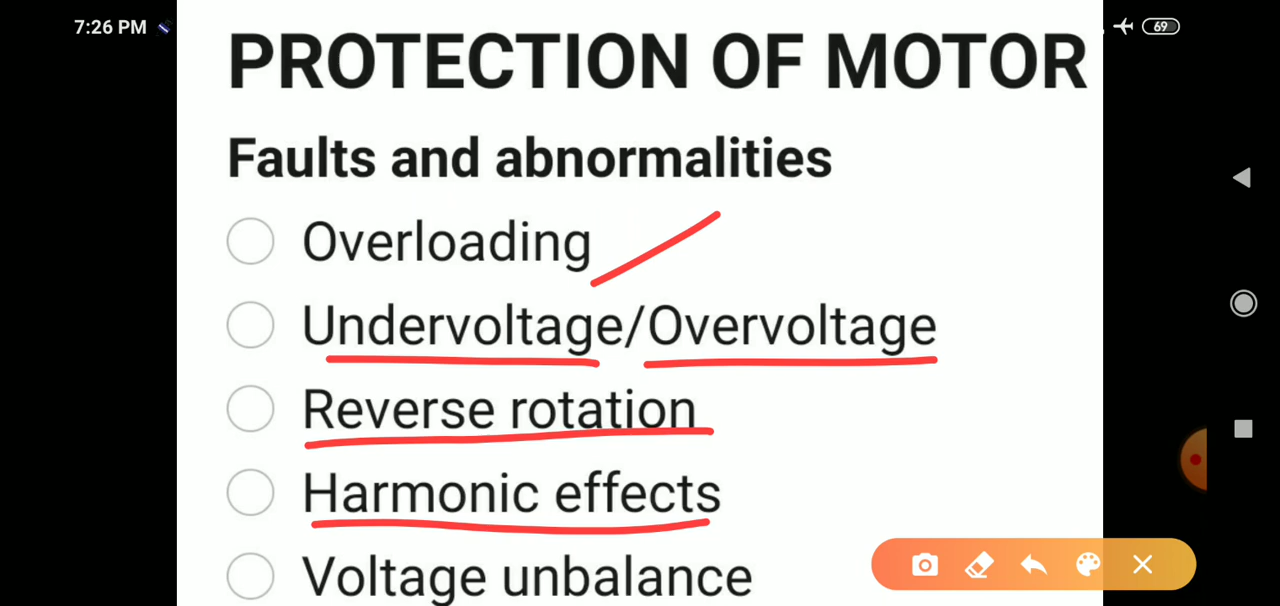 7:26 PM
69
PROTECTION OF MOTOR
Faults and abnormalities
Overloading
Undervoltage/Overvoltage
Reverse rotation
Harmonic effects
Voltage unbalance